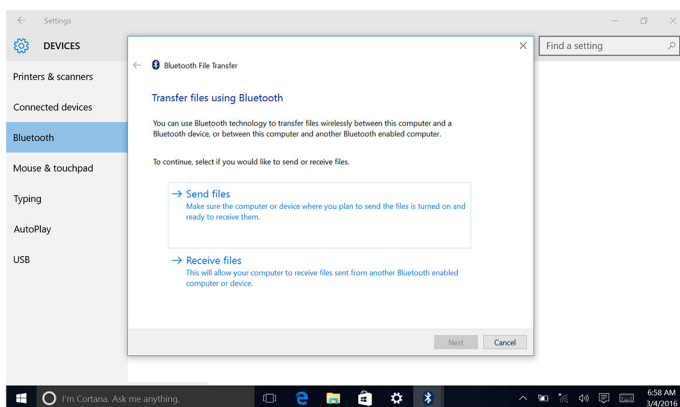 Settings
DEVICES
Find a setting
Printers & scanners
Connected devices
Bluetooth
Mouse & touchpad
Typing
AutoPlay
USB
Bluetooth File Transfer
Transfer files using Bluetooth
You can use Bluetooth technology to transfer files wirelessly between this computer and a
Bluetooth device, or between this computer and another Bluetooth enabled computer.
To continue, select if you would like to send or receive files.
Send files
Make sure the computer or device where you plan to send the files is turned on and
ready to receive them.
Receive files
This will allow your computer to receive files sent from another Bluetooth enabled
computer or device.
Next
Cancel
I'm Cortana. Ask me anything.
6:58 AM
3/4/2016